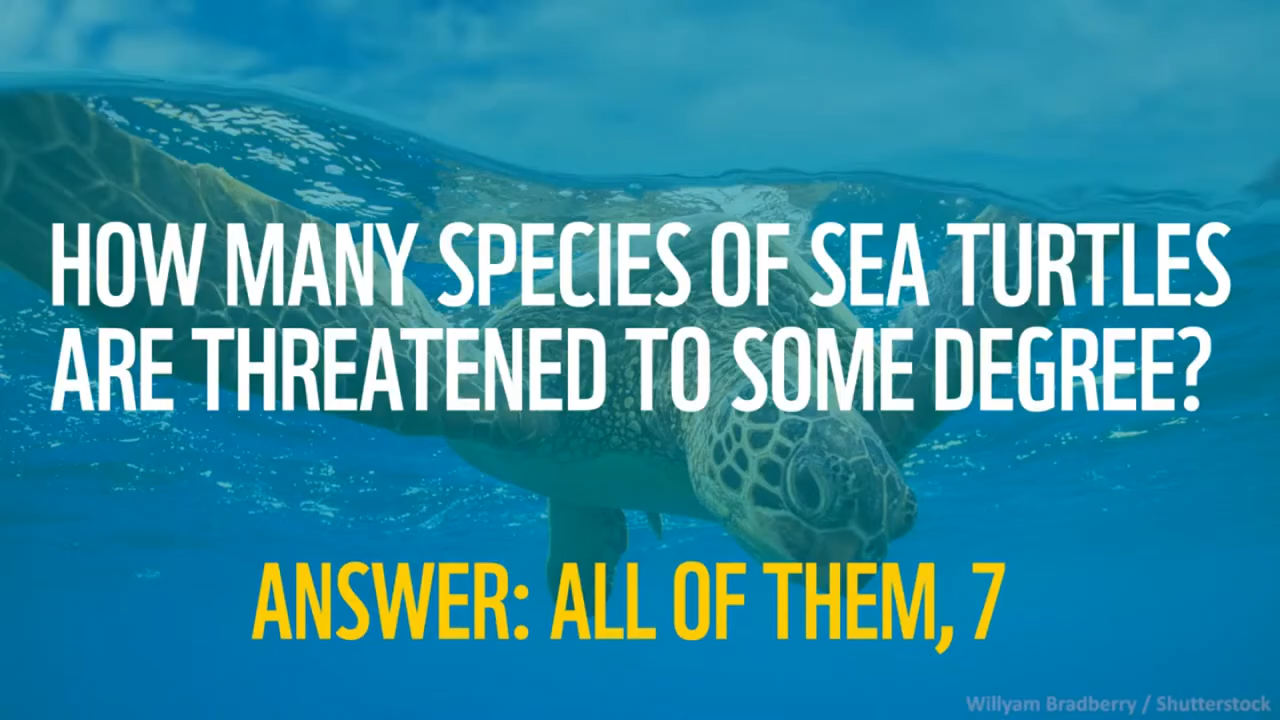 HOW MANY SPECIES OF SEA TURTLES
ARE THREATENED TO SOME DEGREE?
ANSWER: ALL OF THEM, 7
Willyam Bradberry / Shutterstock